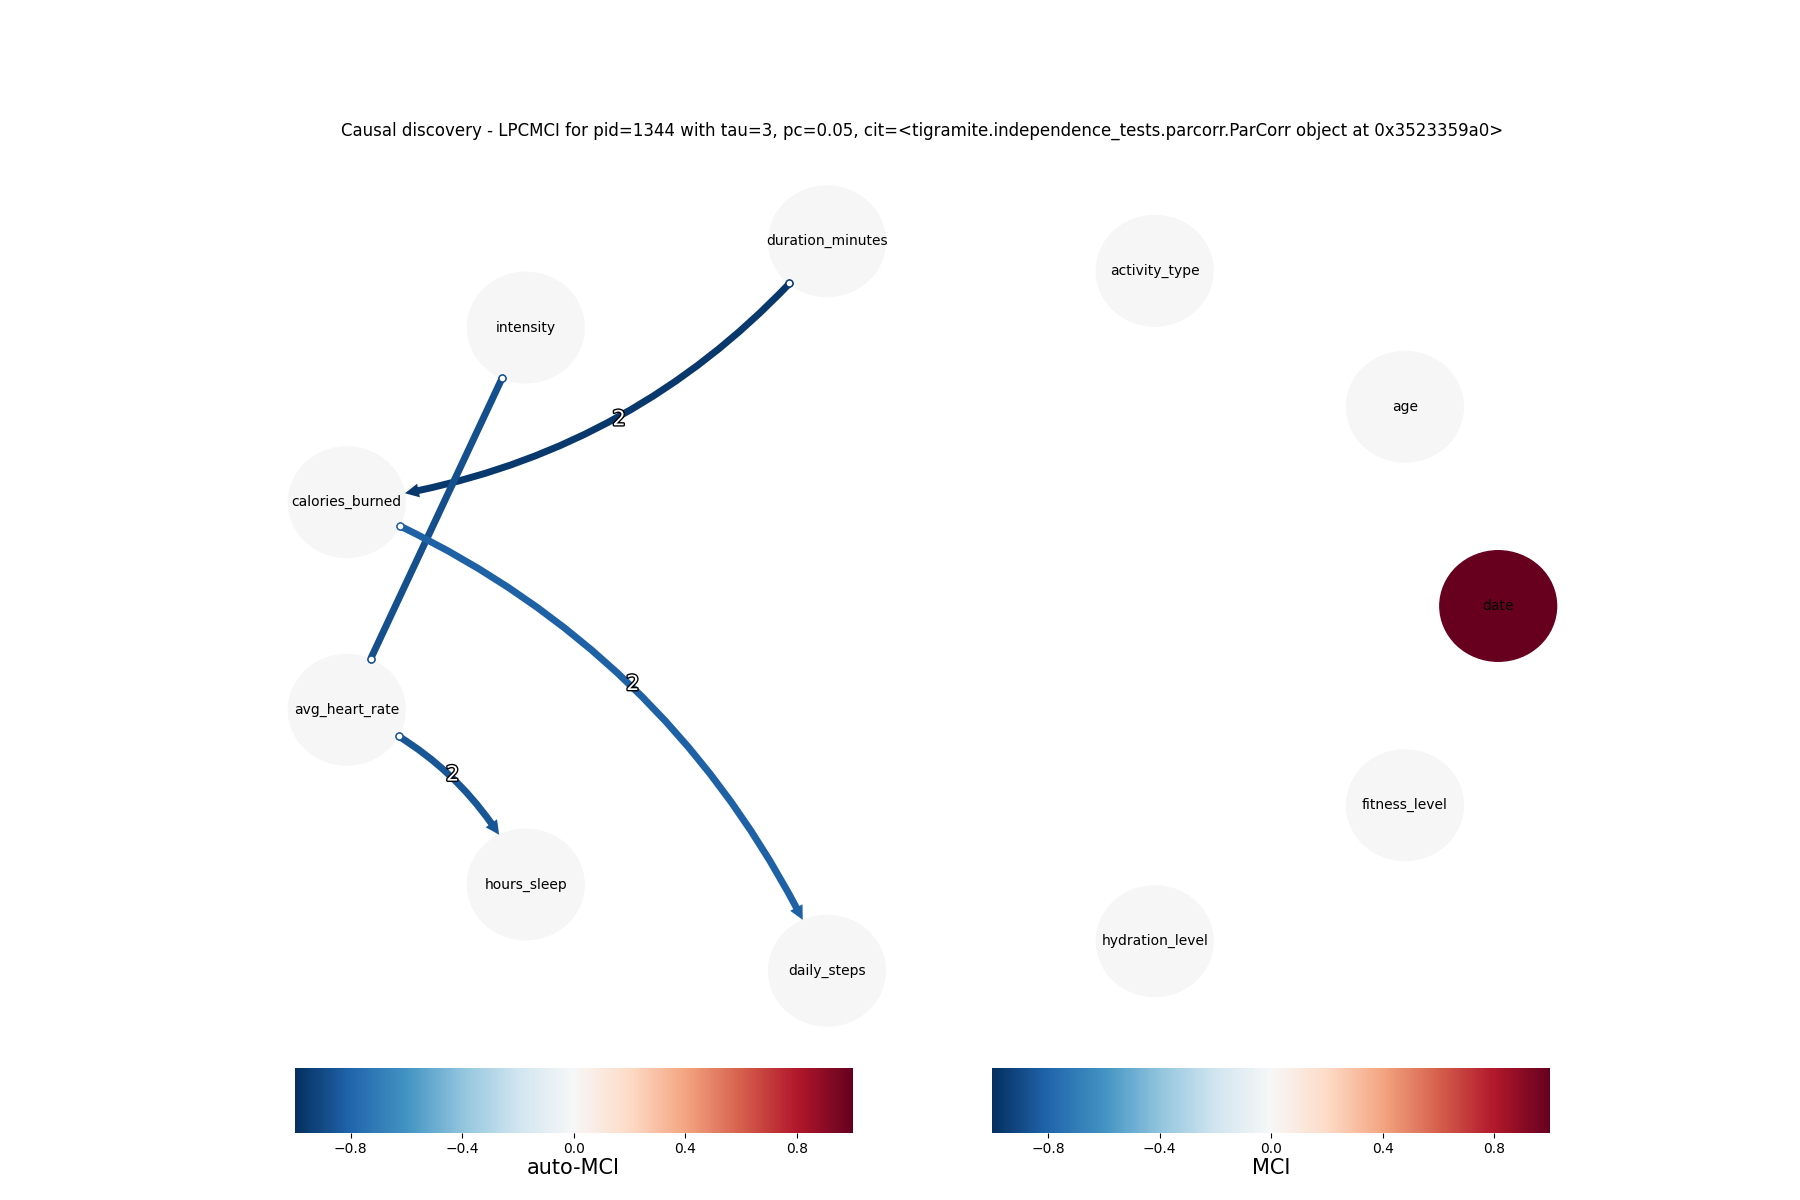 Causal discovery - LPCMCI for pid=1344 with tau=3, pc=0.05, cit=<tigramite.independence_tests.parcorr.ParCorr object at 0x3523359a0>
duration_minutes
activity_type
intensity
age
2
calories_burned
date
2
avg_heart_rate
2
fitness_level
hours_sleep
hydration_level
daily_steps
−0.8 −0.4 0.0 0.4 0.8
auto-MCI
−0.8 −0.4 0.0 0.4 0.8
MCI